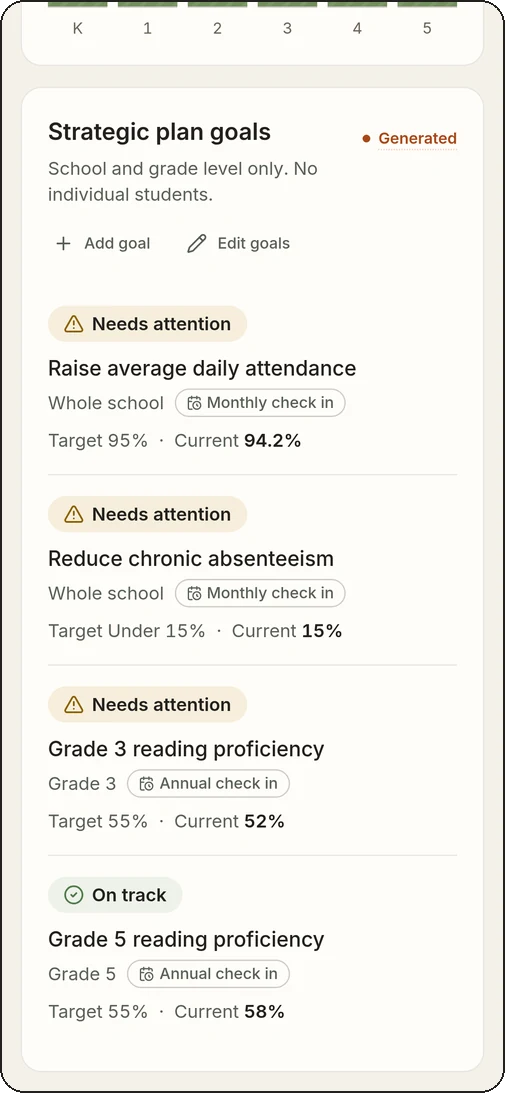 K 1 2 3 4 5
Strategic plan goals
Generated
School and grade level only. No
individual students.
Add goal Edit goals
Needs attention
Raise average daily attendance
Whole school Monthly check in
Target 95% · Current 94.2%
Needs attention
Reduce chronic absenteeism
Whole school Monthly check in
Target Under 15% · Current 15%
Needs attention
Grade 3 reading proficiency
Grade 3 Annual check in
Target 55% · Current 52%
On track
Grade 5 reading proficiency
Grade 5 Annual check in
Target 55% · Current 58%